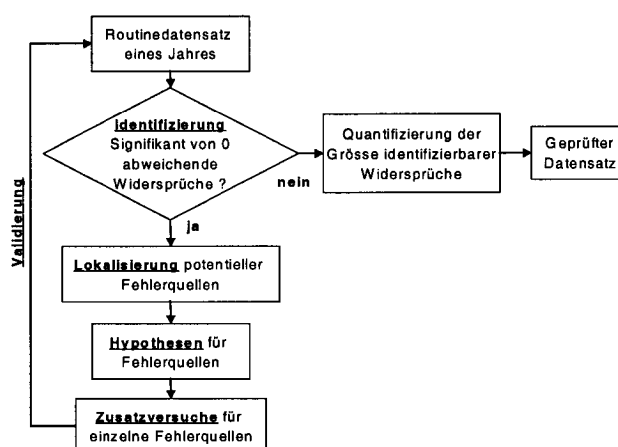 Routinedatensatz
eines Jahres
Identifizierung
Signifikant von 0
abweichende
Widersprüche ?
nein
Quantifizierung der
Grösse identifizierbarer
Widersprüche
Geprüfter
Datensatz
ja
Validierung
Lokalisierung potentieller
Fehlerquellen
Hypothesen für
Fehlerquellen
Zusatzversuche für
einzelne Fehlerquellen